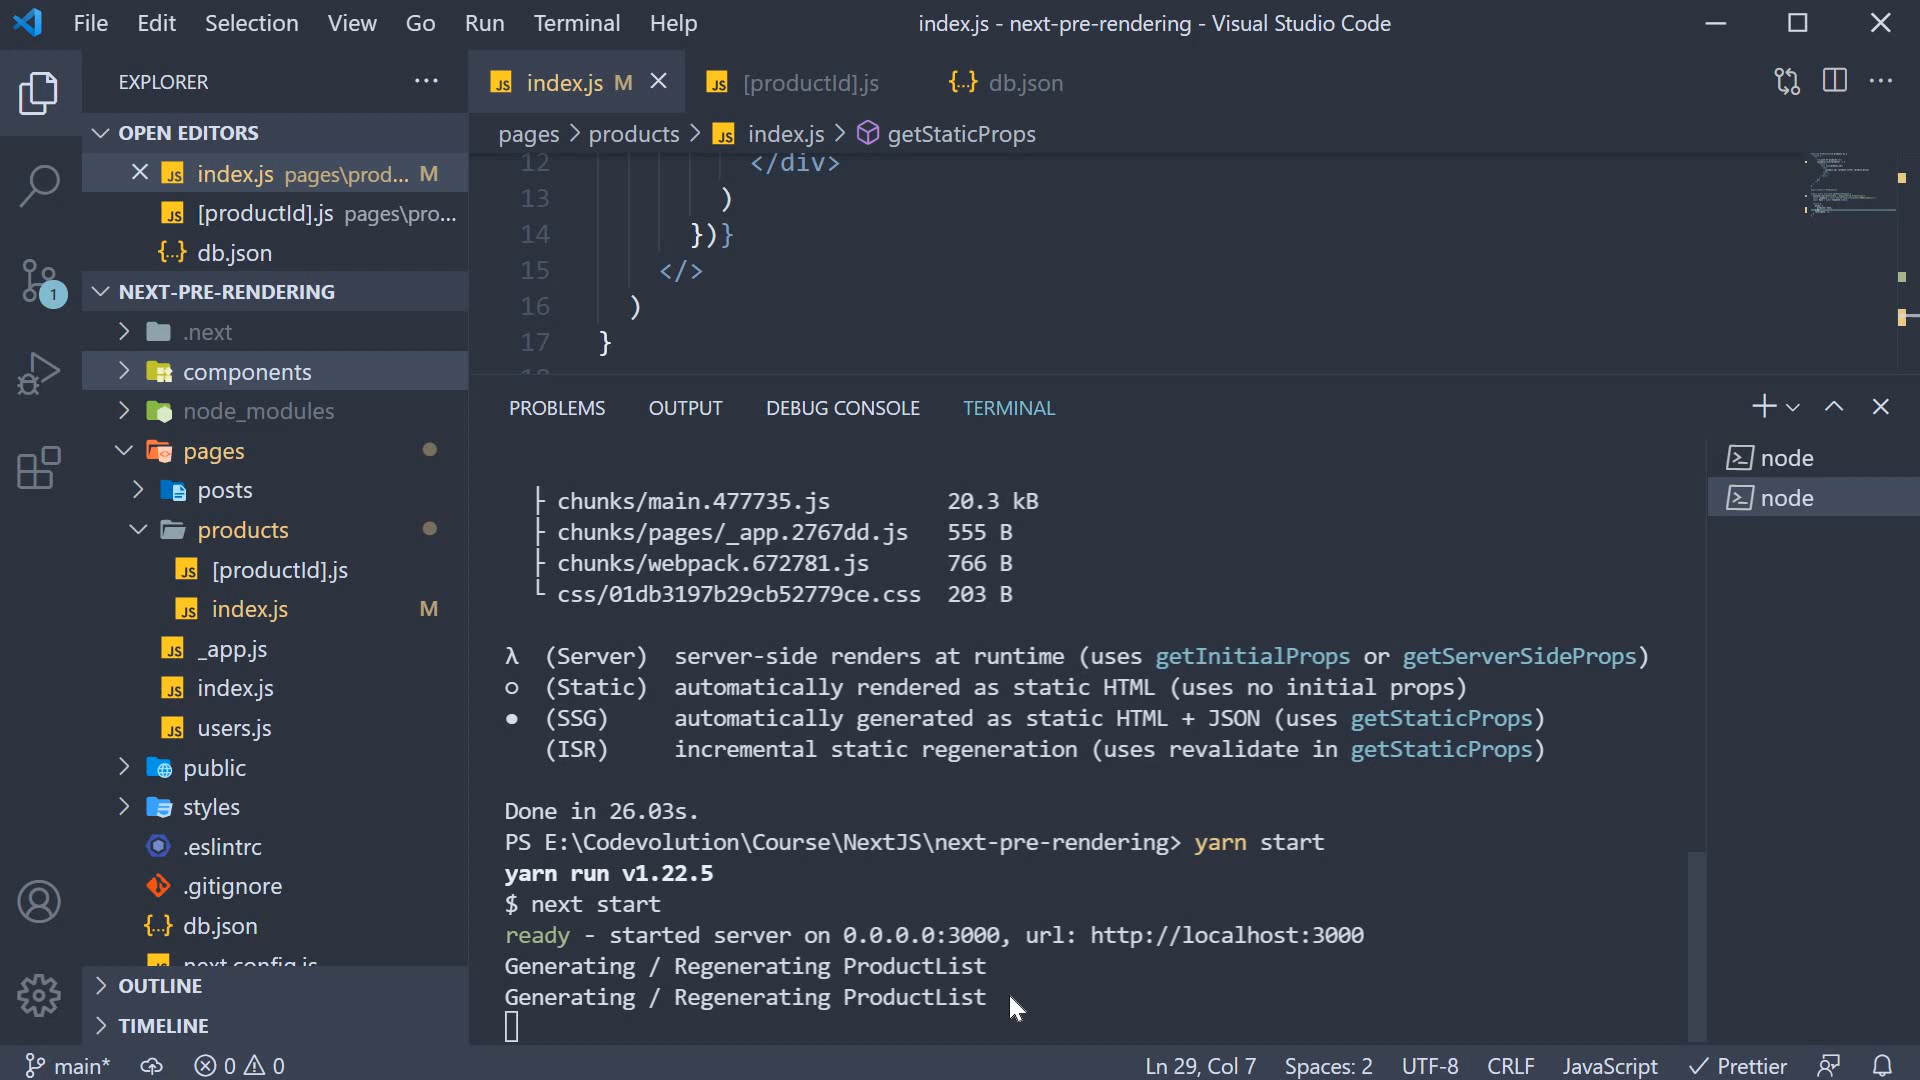 File Edit Selection View Go Run Terminal Help
index.js - next-pre-rendering - Visual Studio Code
EXPLORER
OPEN EDITORS
index.js pages\prod... M
[productId].js pages\pro...
db.json
NEXT-PRE-RENDERING
.next
components
node_modules
pages
posts
products
[productId].js
index.js M
_app.js
index.js
users.js
public
styles
.eslintrc
.gitignore
db.json
next.config.js
OUTLINE
TIMELINE
index.js M
[productId].js
db.json
pages > products > index.js > getStaticProps
12 </div>
13 )
14 })}
15 </>
16 )
17 }
18
PROBLEMS OUTPUT DEBUG CONSOLE TERMINAL
├ chunks/main.477735.js 20.3 kB
├ chunks/pages/_app.2767dd.js 555 B
├ chunks/webpack.672781.js 766 B
└ css/01db3197b29cb52779ce.css 203 B
λ (Server) server-side renders at runtime (uses getInitialProps or getServerSideProps)
○ (Static) automatically rendered as static HTML (uses no initial props)
● (SSG) automatically generated as static HTML + JSON (uses getStaticProps)
(ISR) incremental static regeneration (uses revalidate in getStaticProps)
Done in 26.03s.
PS E:\Codevolution\Course\NextJS\next-pre-rendering> yarn start
yarn run v1.22.5
$ next start
ready - started server on 0.0.0.0:3000, url: http://localhost:3000
Generating / Regenerating ProductList
Generating / Regenerating ProductList
node
node
1
main* 0 0
Ln 29, Col 7 Spaces: 2 UTF-8 CRLF JavaScript Prettier